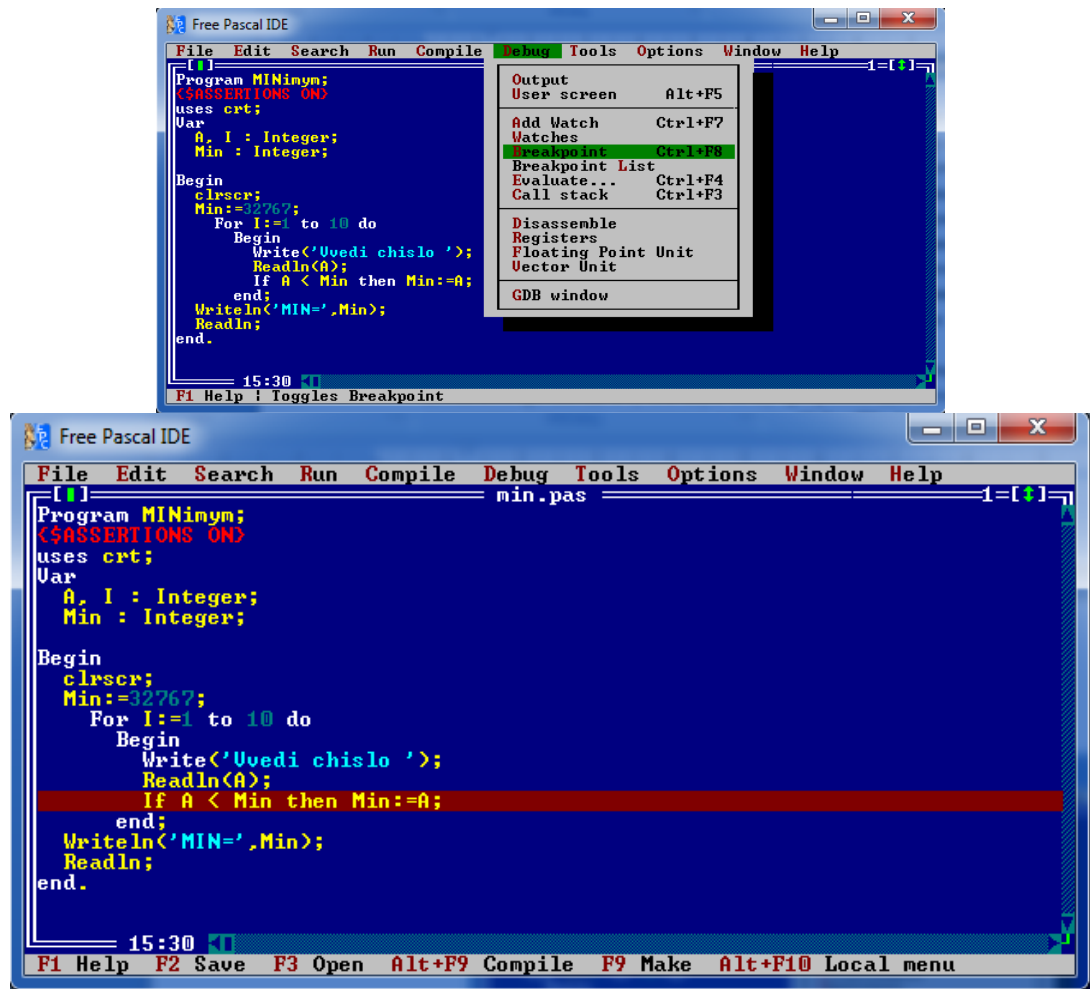 Free Pascal IDE
File Edit Search Run Compile Debug Tools Options Window Help
1=[↕]
Program MINimym;
{$ASSERTIONS ON}
uses crt;
Var
A, I : Integer;
Min : Integer;
Begin
clrscr;
Min:=32767;
For I:=1 to 10 do
Begin
Write('Vvedi chislo ');
Readln(A);
If A < Min then Min:=A;
end;
Writeln('MIN=',Min);
Readln;
end.
15:30
Output
User screen Alt+F5
Add Watch Ctrl+F7
Watches
Breakpoint Ctrl+F8
Breakpoint List
Evaluate... Ctrl+F4
Call stack Ctrl+F3
Disassemble
Registers
Floating Point Unit
Vector Unit
GDB window
F1 Help ¦ Toggles Breakpoint
Free Pascal IDE
File Edit Search Run Compile Debug Tools Options Window Help
min.pas 1=[↕]
Program MINimym;
{$ASSERTIONS ON}
uses crt;
Var
A, I : Integer;
Min : Integer;
Begin
clrscr;
Min:=32767;
For I:=1 to 10 do
Begin
Write('Vvedi chislo ');
Readln(A);
If A < Min then Min:=A;
end;
Writeln('MIN=',Min);
Readln;
end.
15:30
F1 Help F2 Save F3 Open Alt+F9 Compile F9 Make Alt+F10 Local menu